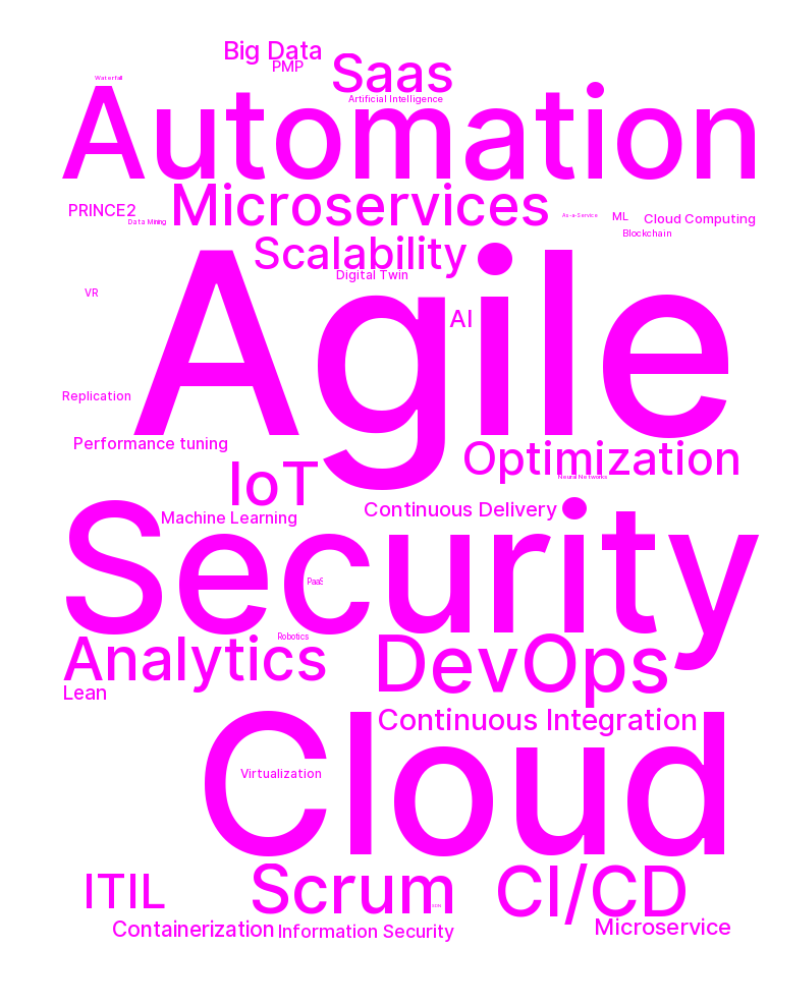 Big Data
PMP
Saas
Waterfall
Artificial Intelligence
Automation
PRINCE2
Data Mining
Microservices
As-a-Service
ML
Cloud Computing
Blockchain
Scalability
Digital Twin
VR
Agile
AI
Replication
Performance tuning
Optimization
Neural Networks
IoT
Machine Learning
Continuous Delivery
Security
PaaS
Robotics
Analytics
DevOps
Lean
Continuous Integration
Cloud
Virtualization
ITIL
Scrum
CI/CD
Containerization
Information Security
Microservice